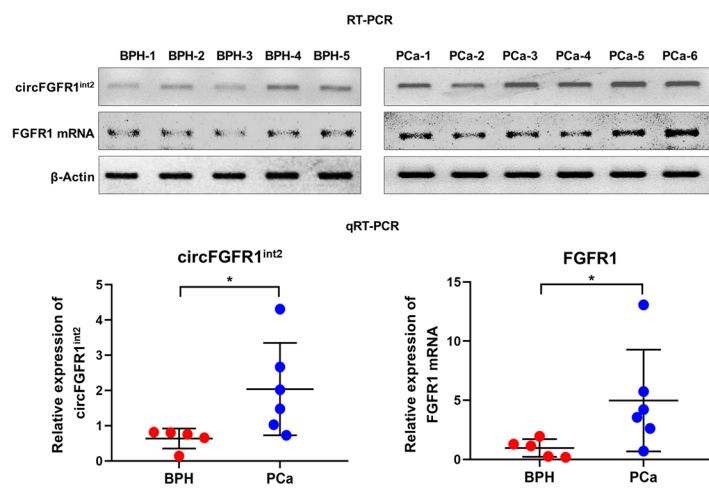 RT-PCR
BPH-1 BPH-2 BPH-3 BPH-4 BPH-5 PCa-1 PCa-2 PCa-3 PCa-4 PCa-5 PCa-6
circFGFR1int2
FGFR1 mRNA
β-Actin
qRT-PCR
circFGFR1int2
*
Relative expression of
circFGFR1int2
5
4
3
2
1
0
BPH PCa
FGFR1
*
Relative expression of
FGFR1 mRNA
15
10
5
0
BPH PCa